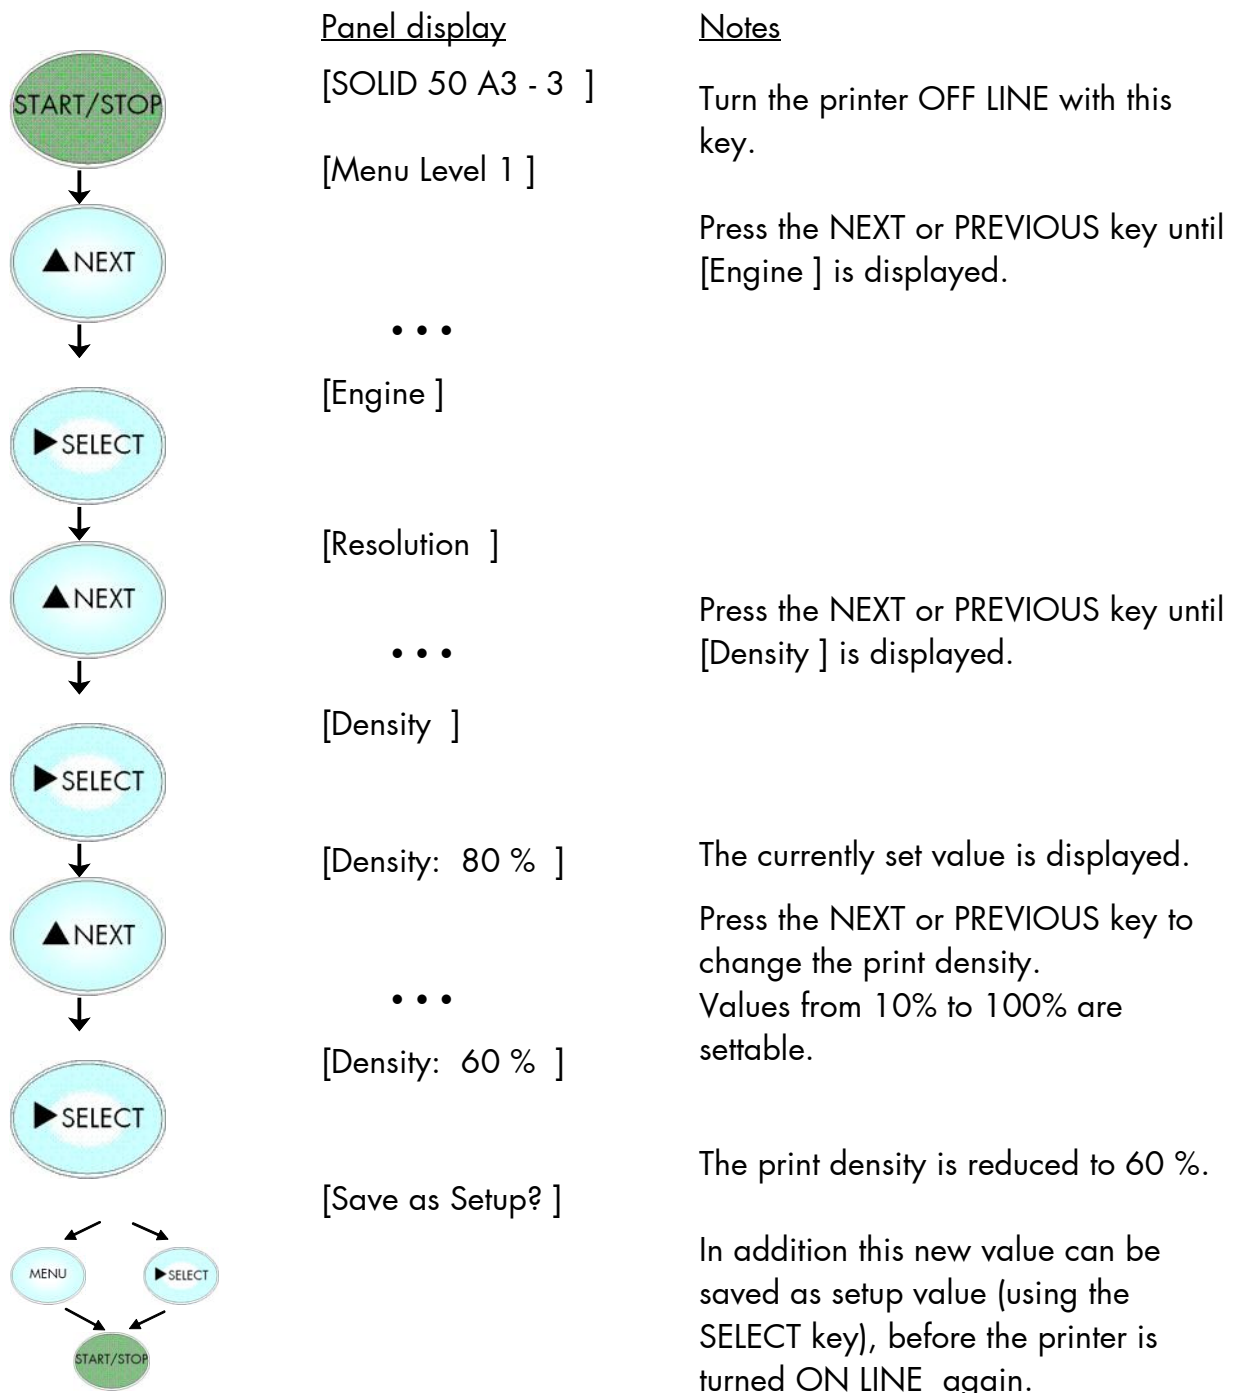 Panel display
Notes
START/STOP
[SOLID 50 A3 - 3  ]
Turn the printer OFF LINE with this
key.
[Menu Level 1 ]
▲NEXT
Press the NEXT or PREVIOUS key until
[Engine ] is displayed.
...
[Engine ]
▶SELECT
[Resolution  ]
▲NEXT
Press the NEXT or PREVIOUS key until
[Density ] is displayed.
...
[Density  ]
▶SELECT
[Density:  80 %  ]
The currently set value is displayed.
▲NEXT
Press the NEXT or PREVIOUS key to
change the print density.
Values from 10% to 100% are
settable.
...
[Density:  60 %  ]
▶SELECT
The print density is reduced to 60 %.
[Save as Setup? ]
MENU
▶SELECT
In addition this new value can be
saved as setup value (using the
SELECT key), before the printer is
turned ON LINE  again.
START/STOP